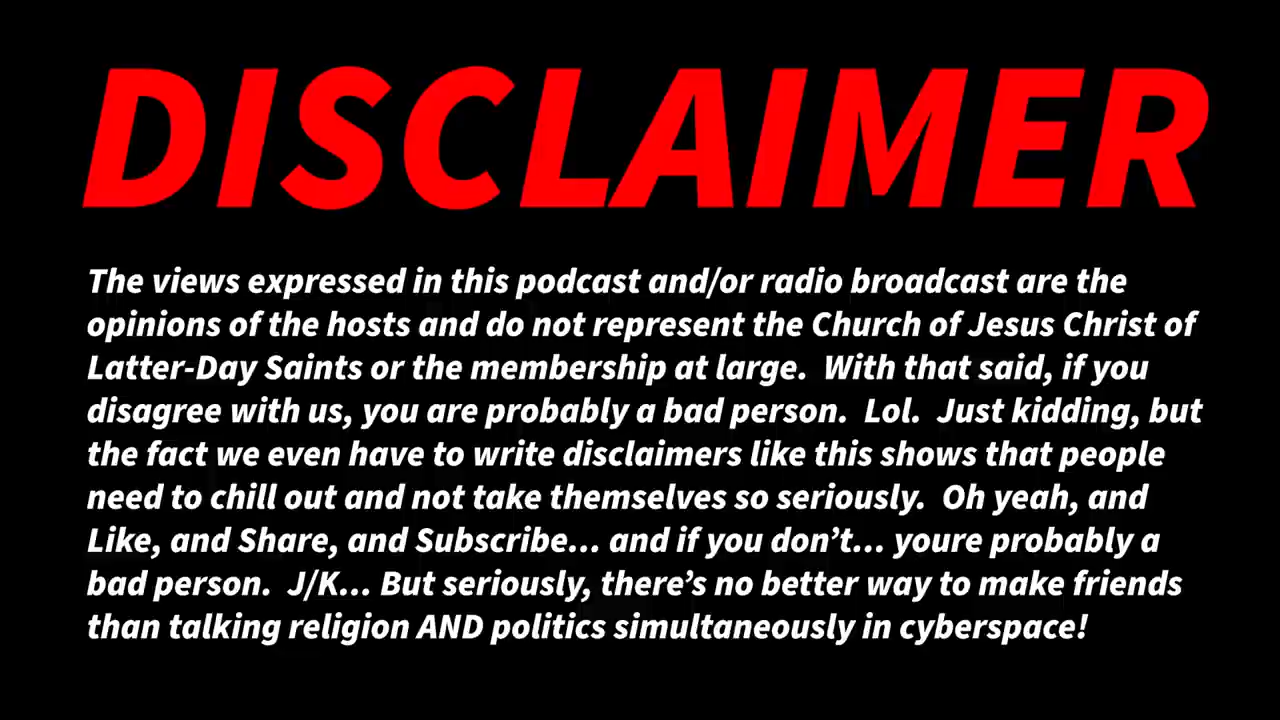 DISCLAIMER
The views expressed in this podcast and/or radio broadcast are the
opinions of the hosts and do not represent the Church of Jesus Christ of
Latter-Day Saints or the membership at large.  With that said, if you
disagree with us, you are probably a bad person.  Lol.  Just kidding, but
the fact we even have to write disclaimers like this shows that people
need to chill out and not take themselves so seriously.  Oh yeah, and
Like, and Share, and Subscribe... and if you don’t... youre probably a
bad person.  J/K... But seriously, there’s no better way to make friends
than talking religion AND politics simultaneously in cyberspace!